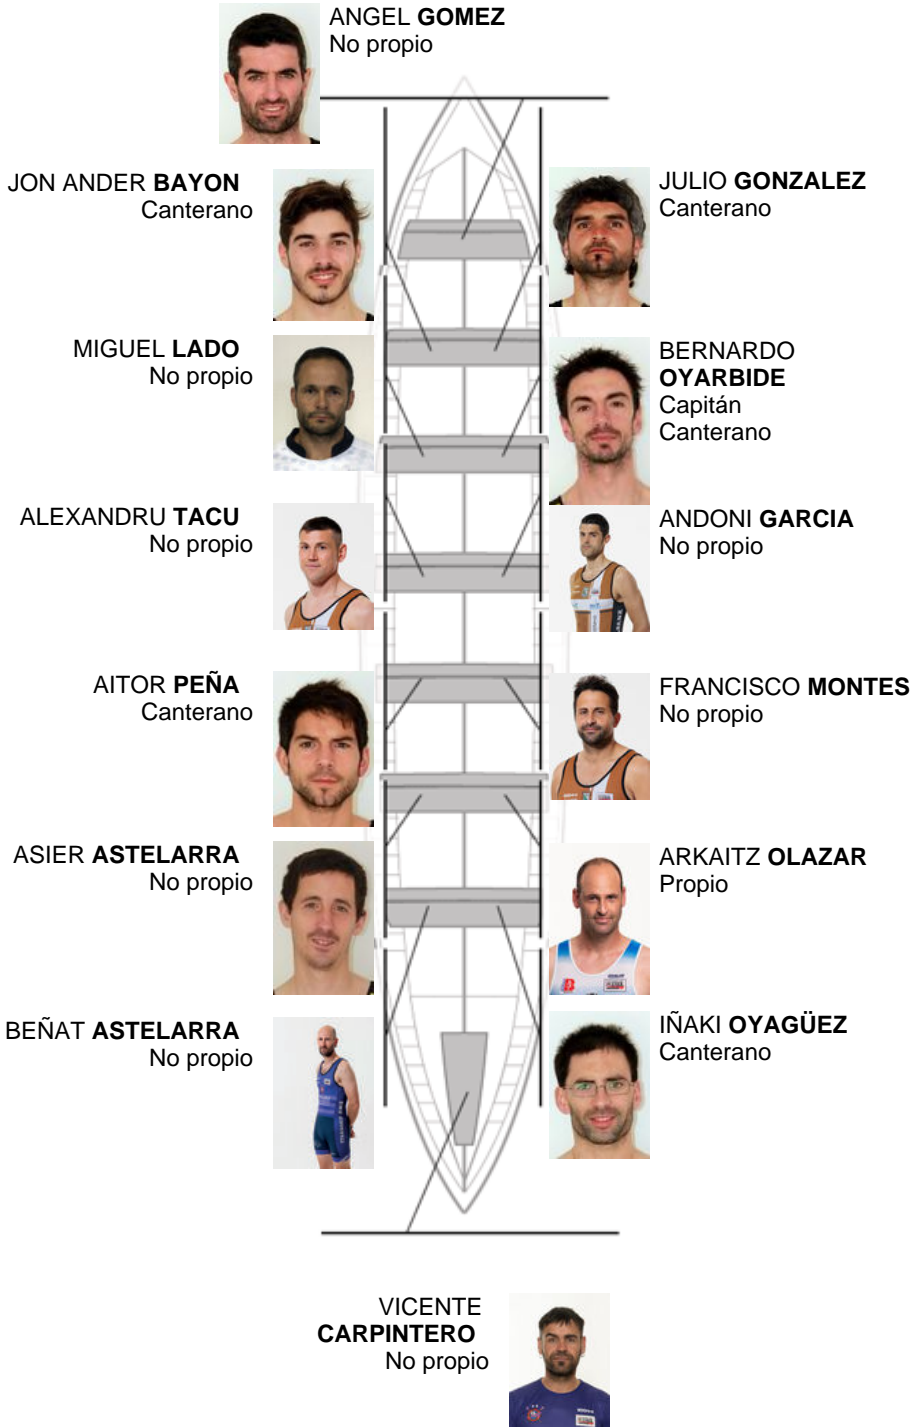 ANGEL GOMEZ
No propio
JON ANDER BAYON
Canterano
JULIO GONZALEZ
Canterano
MIGUEL LADO
No propio
BERNARDO
OYARBIDE
Capitán
Canterano
ALEXANDRU TACU
No propio
ANDONI GARCIA
No propio
AITOR PEÑA
Canterano
FRANCISCO MONTES
No propio
ASIER ASTELARRA
No propio
ARKAITZ OLAZAR
Propio
BEÑAT ASTELARRA
No propio
IÑAKI OYAGÜEZ
Canterano
VICENTE
CARPINTERO
No propio